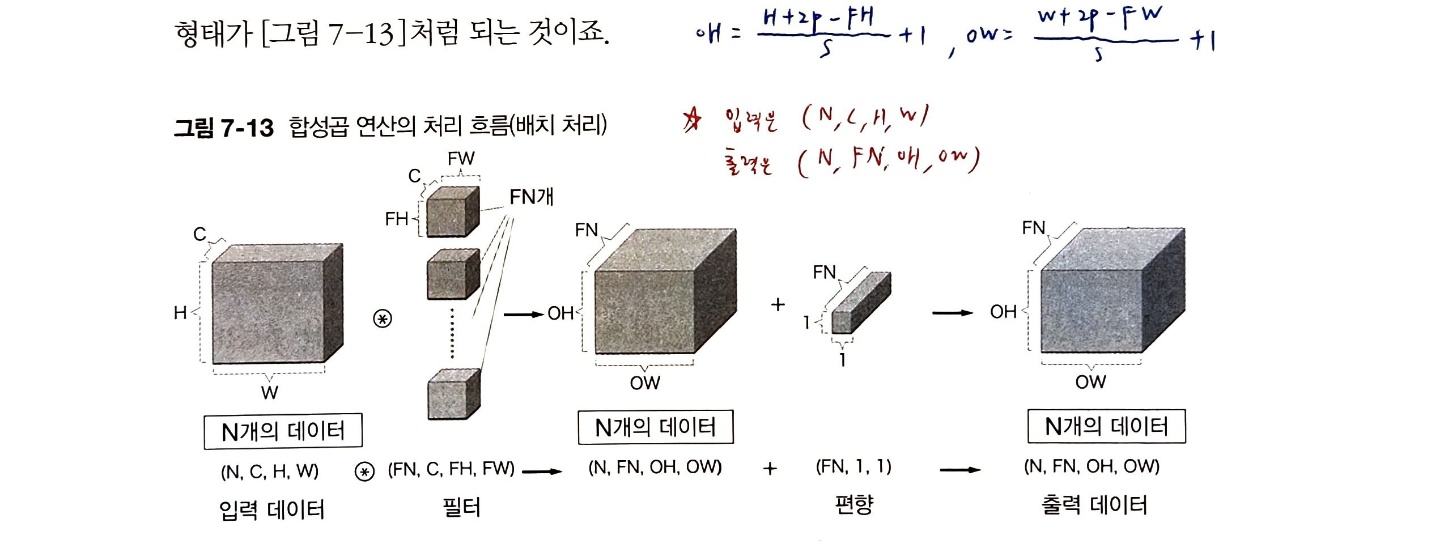 형태가 [그림 7-13]처럼 되는 것이죠.
OH = (H+2p-FH)/S + 1 , OW = (W+2p-FW)/S + 1
그림 7-13 합성곱 연산의 처리 흐름(배치 처리)
☆ 입력은 (N, C, H, W)
출력은 (N, FN, OH, OW)
C
H
W
⊛
C
FW
FH
FN개
FN
OH
OW
+
FN
1
1
FN
OH
OW
N개의 데이터
N개의 데이터
N개의 데이터
(N, C, H, W) ⊛ (FN, C, FH, FW) → (N, FN, OH, OW) + (FN, 1, 1) → (N, FN, OH, OW)
입력 데이터 필터 편향 출력 데이터